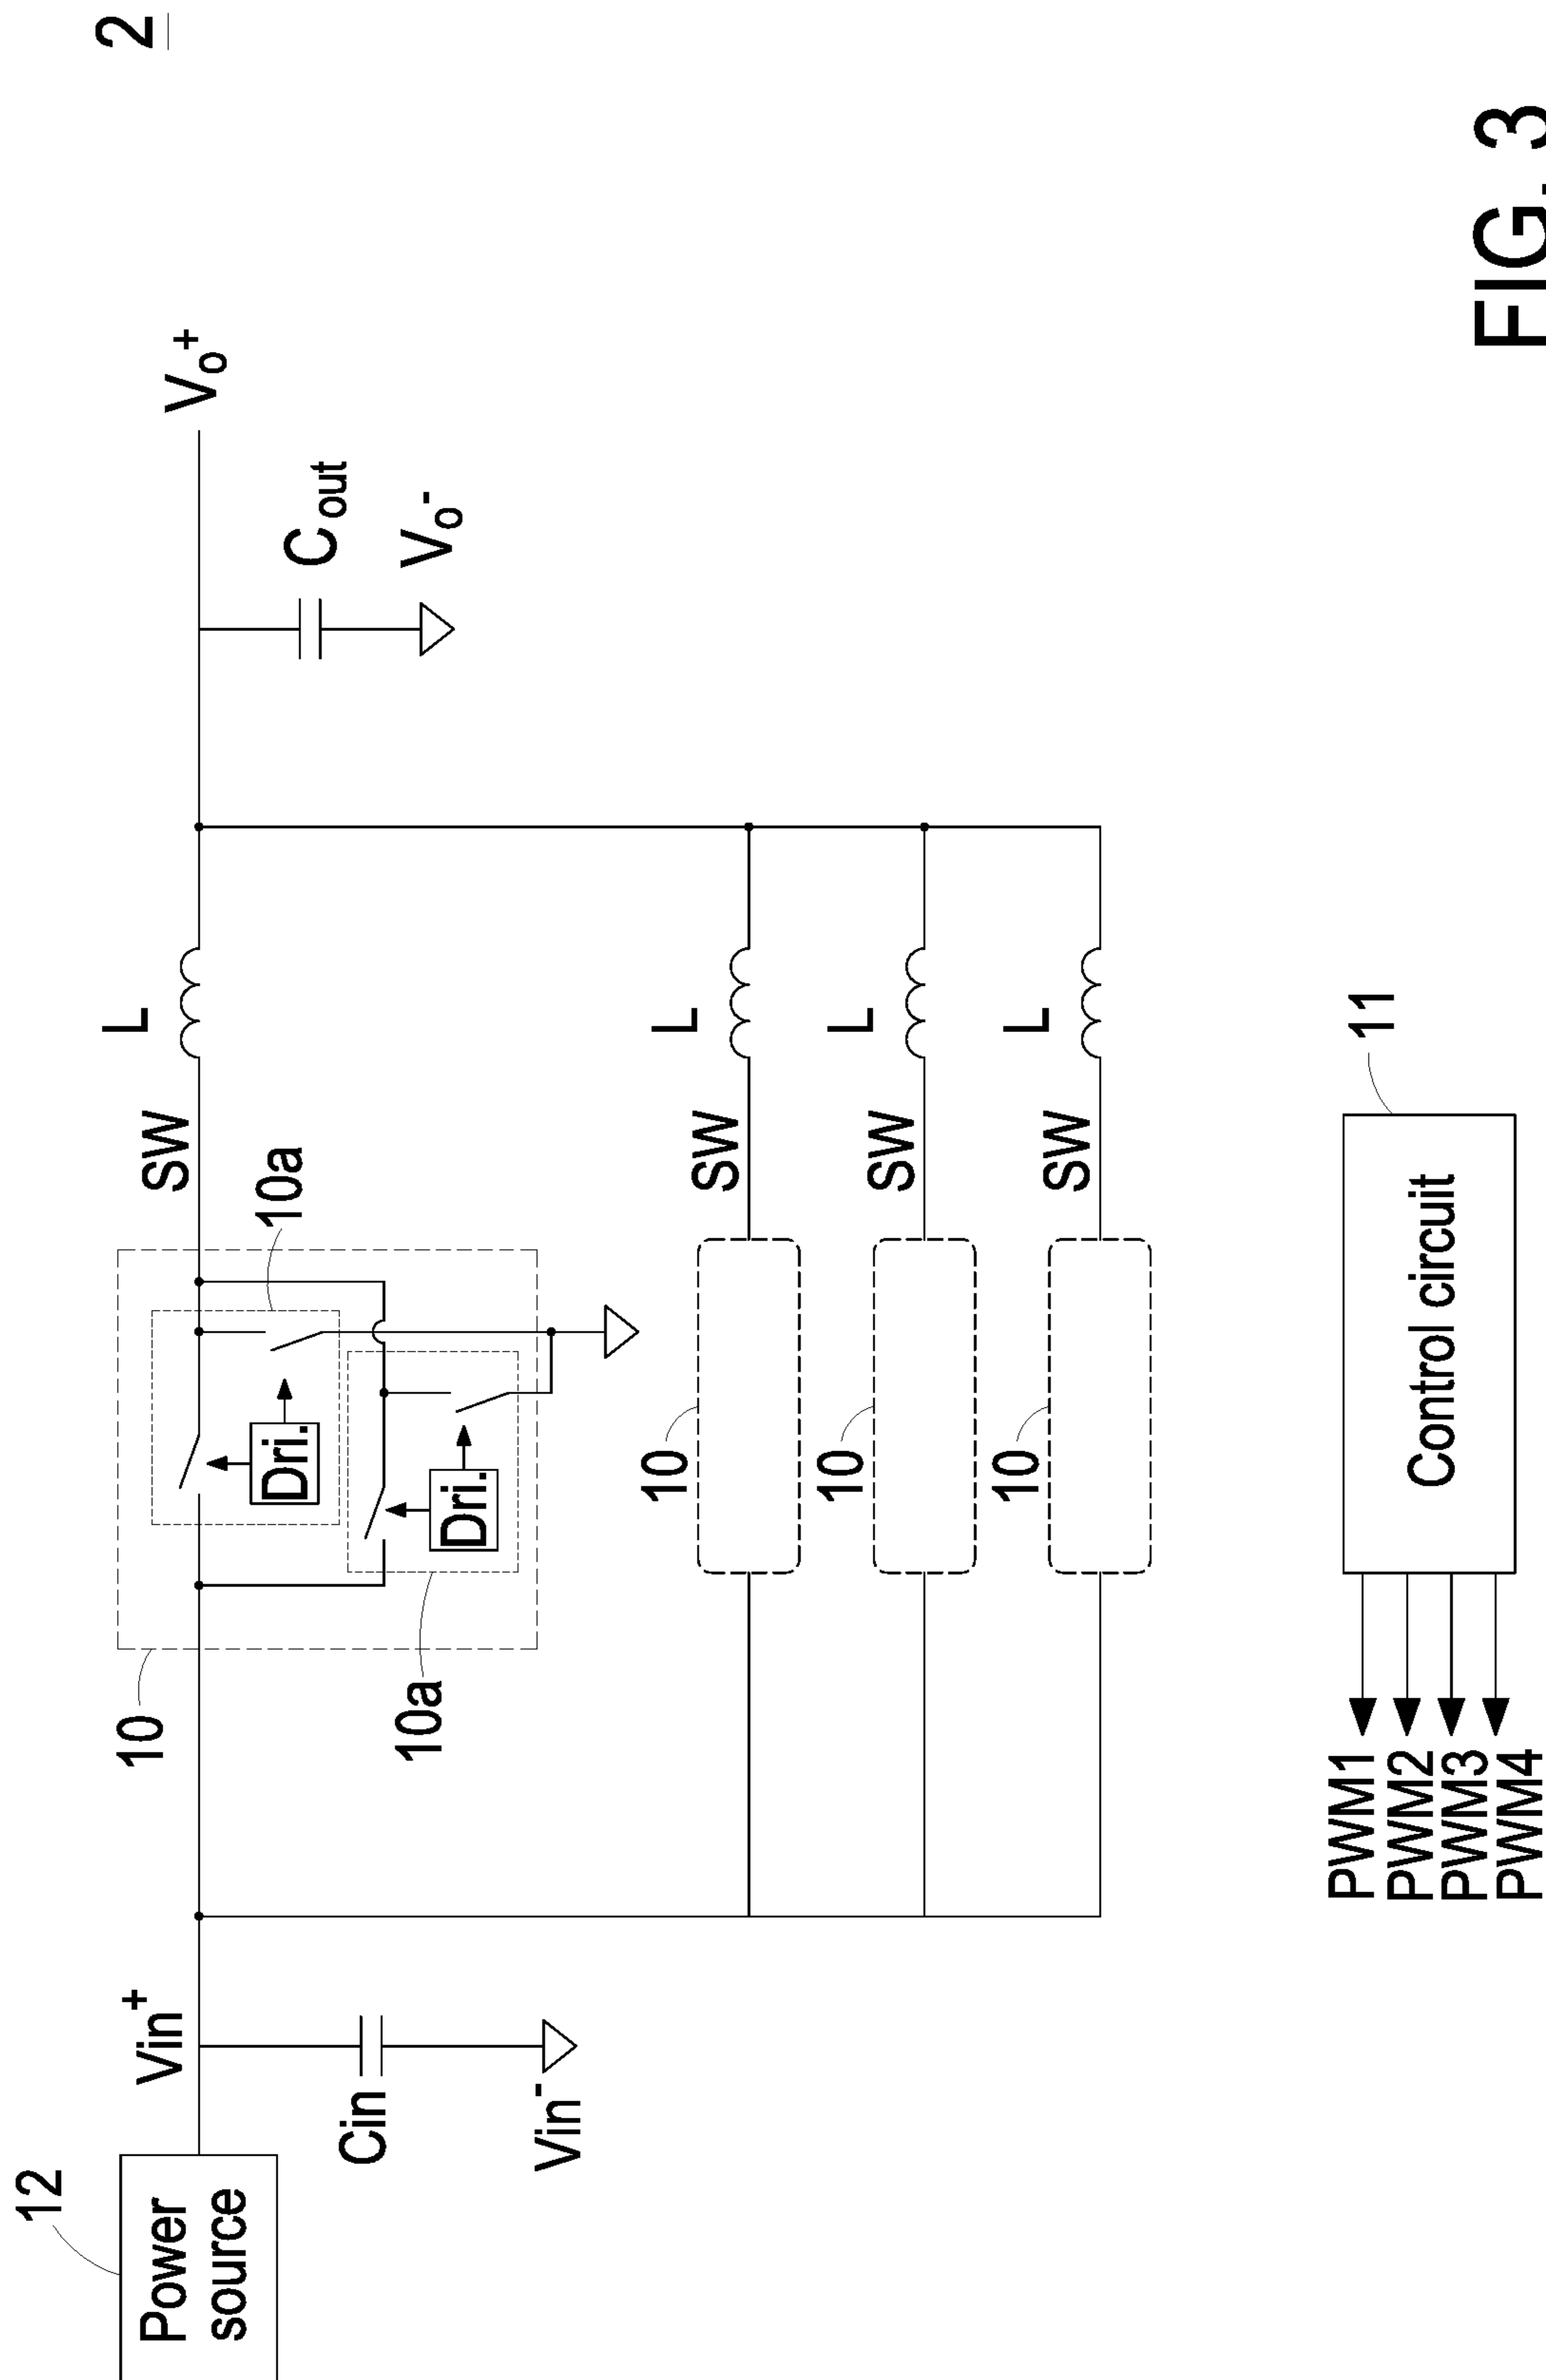 2
12
Power
source
Vin+
Cin
Vin-
10
10a
Dri.
Dri.
10a
SW
L
Vo+
Cout
Vo-
10
SW
L
10
SW
L
10
SW
L
PWM1
PWM2
PWM3
PWM4
Control circuit
11
FIG. 3